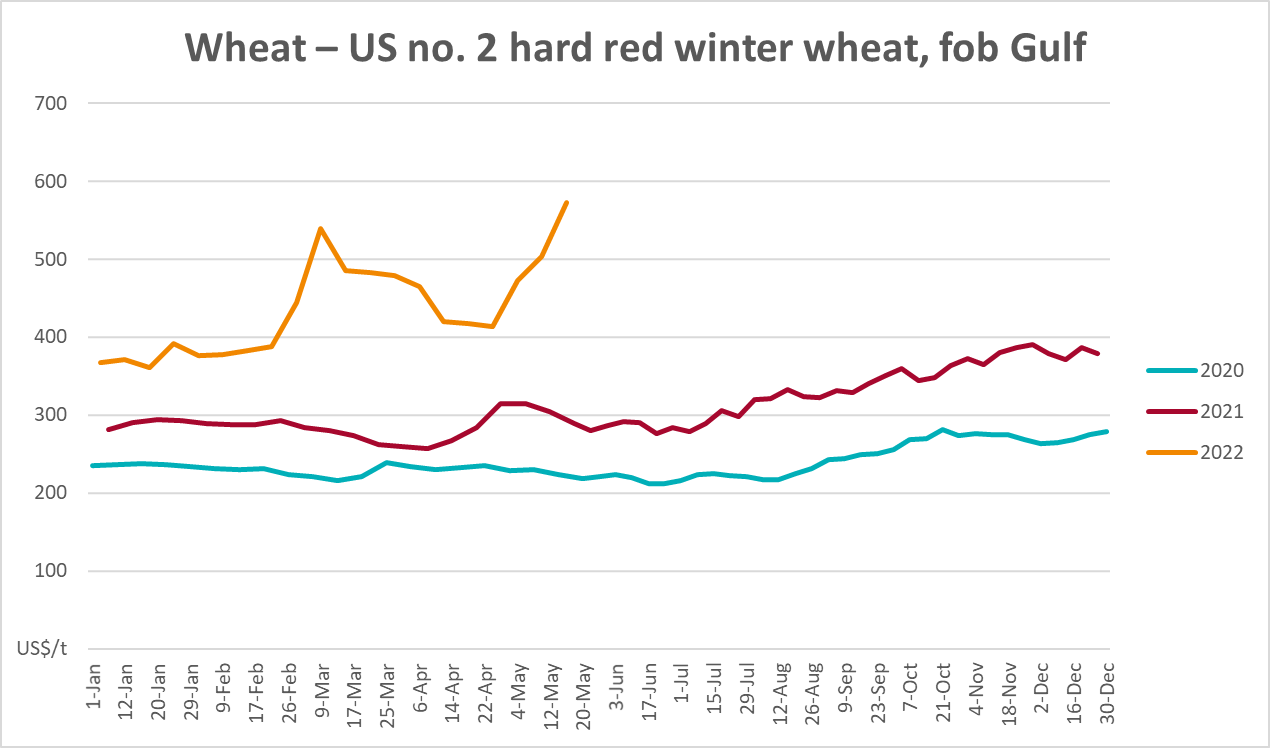 Wheat – US no. 2 hard red winter wheat, fob Gulf
700
600
500
400
300
200
100
US$/t
2020
2021
2022
1-Jan
12-Jan
20-Jan
29-Jan
9-Feb
17-Feb
26-Feb
9-Mar
17-Mar
25-Mar
6-Apr
14-Apr
22-Apr
4-May
12-May
20-May
3-Jun
17-Jun
1-Jul
15-Jul
29-Jul
12-Aug
26-Aug
9-Sep
23-Sep
7-Oct
21-Oct
4-Nov
18-Nov
2-Dec
16-Dec
30-Dec